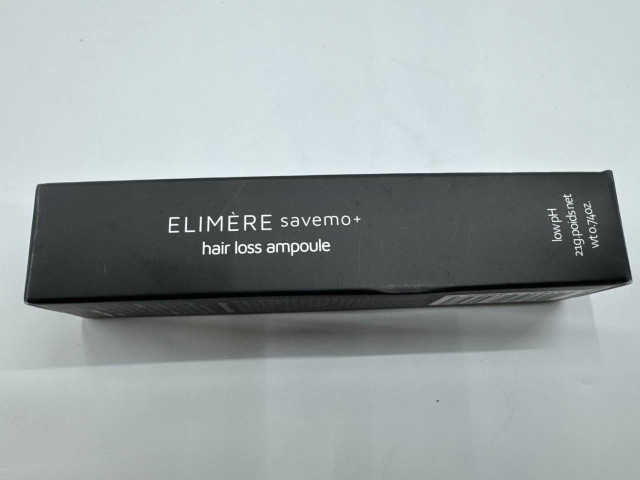 ELIMÈRE savemo+
hair loss ampoule
low pH
21g.poids net
wt 0.74oz.